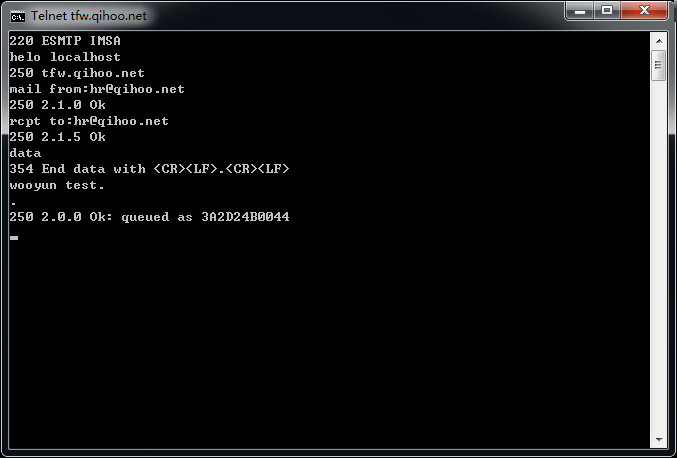 Telnet tfw.qihoo.net
220 ESMTP IMSA
helo localhost
250 tfw.qihoo.net
mail from:hr@qihoo.net
250 2.1.0 Ok
rcpt to:hr@qihoo.net
250 2.1.5 Ok
data
354 End data with <CR><LF>.<CR><LF>
wooyun test.
.
250 2.0.0 Ok: queued as 3A2D24B0044